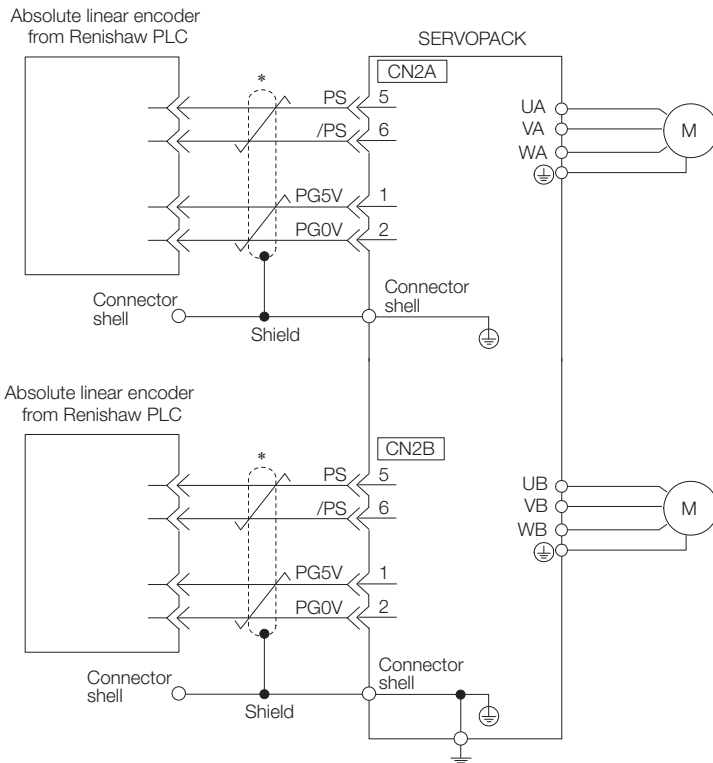 Absolute linear encoder
from Renishaw PLC
SERVOPACK
CN2A
*
PS
5
/PS
6
PG5V
1
PG0V
2
UA
VA
WA
M
Connector
shell
Shield
Connector
shell
Absolute linear encoder
from Renishaw PLC
CN2B
*
PS
5
/PS
6
PG5V
1
PG0V
2
UB
VB
WB
M
Connector
shell
Shield
Connector
shell